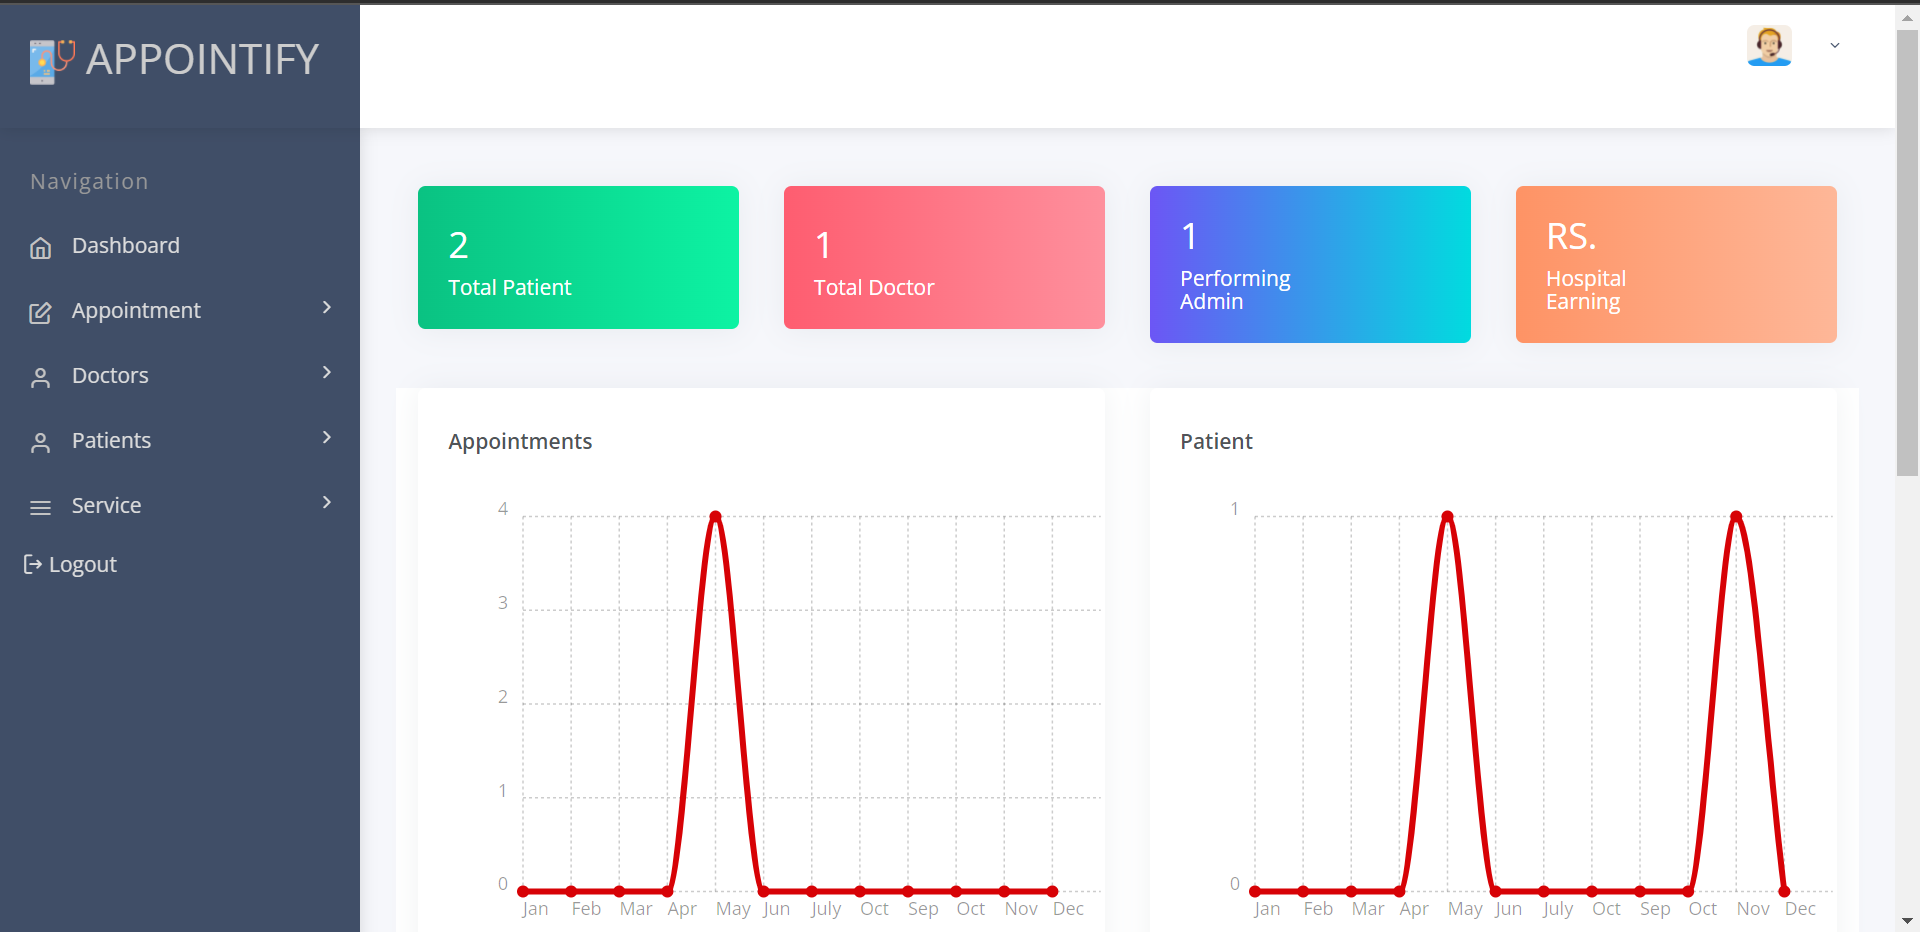 APPOINTIFY
Navigation
Dashboard
Appointment
Doctors
Patients
Service
Logout
2
Total Patient
1
Total Doctor
1
Performing
Admin
RS.
Hospital
Earning
Appointments
4
3
2
1
0
Jan Feb Mar Apr May Jun July Oct Sep Oct Nov Dec
Patient
1
0
Jan Feb Mar Apr May Jun July Oct Sep Oct Nov Dec